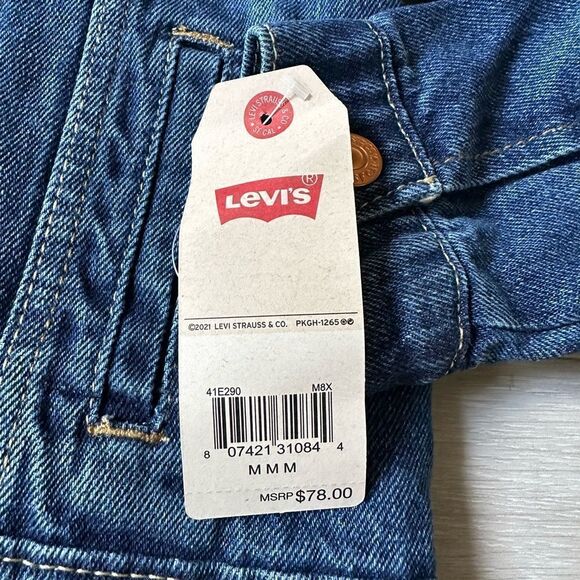 LEVI STRAUSS & CO.
S.F. CAL.
LEVI'S®
©2021 LEVI STRAUSS & CO. PKGH-1265
41E290 M8X
8 07421 31084 4
M M M
MSRP $78.00